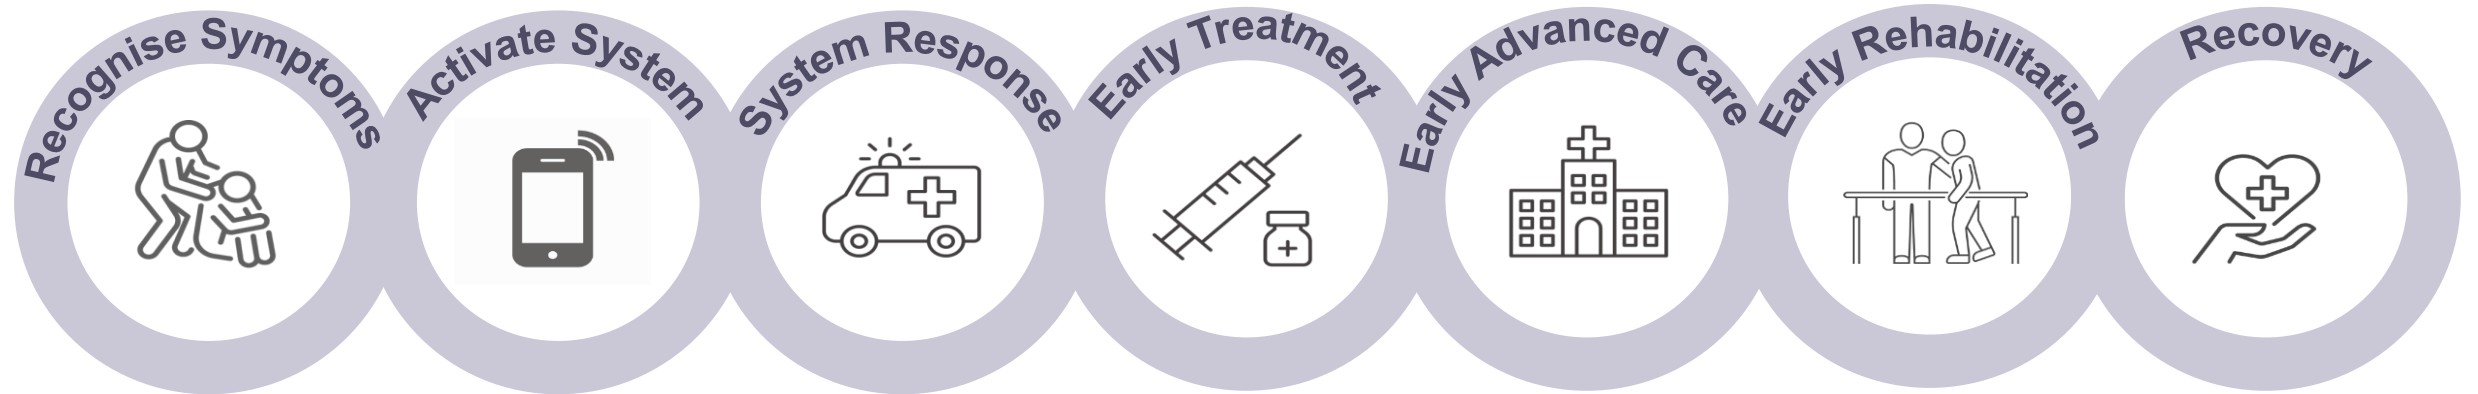 Recognise Symptoms
Activate System
System Response
Early Treatment
Early Advanced Care
Early Rehabilitation
Recovery